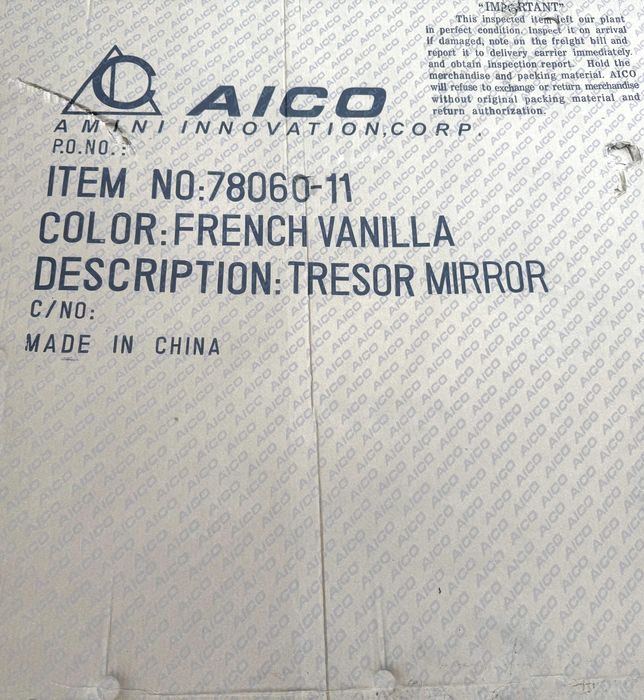 "IMPORTANT"
This inspected item left our plant
in perfect condition. Inspect it on arrival
if damaged, note on the freight bill and
report it to delivery carrier immediately
and obtain inspection report. Hold the
merchandise and packing material. AICO
will refuse to exchange or return merchandise
without original packing material and
return authorization.
AICO
AMINI INNOVATION, CORP.
P.O.NO.:
ITEM NO:78060-11
COLOR: FRENCH VANILLA
DESCRIPTION: TRESOR MIRROR
C/NO:
MADE IN CHINA